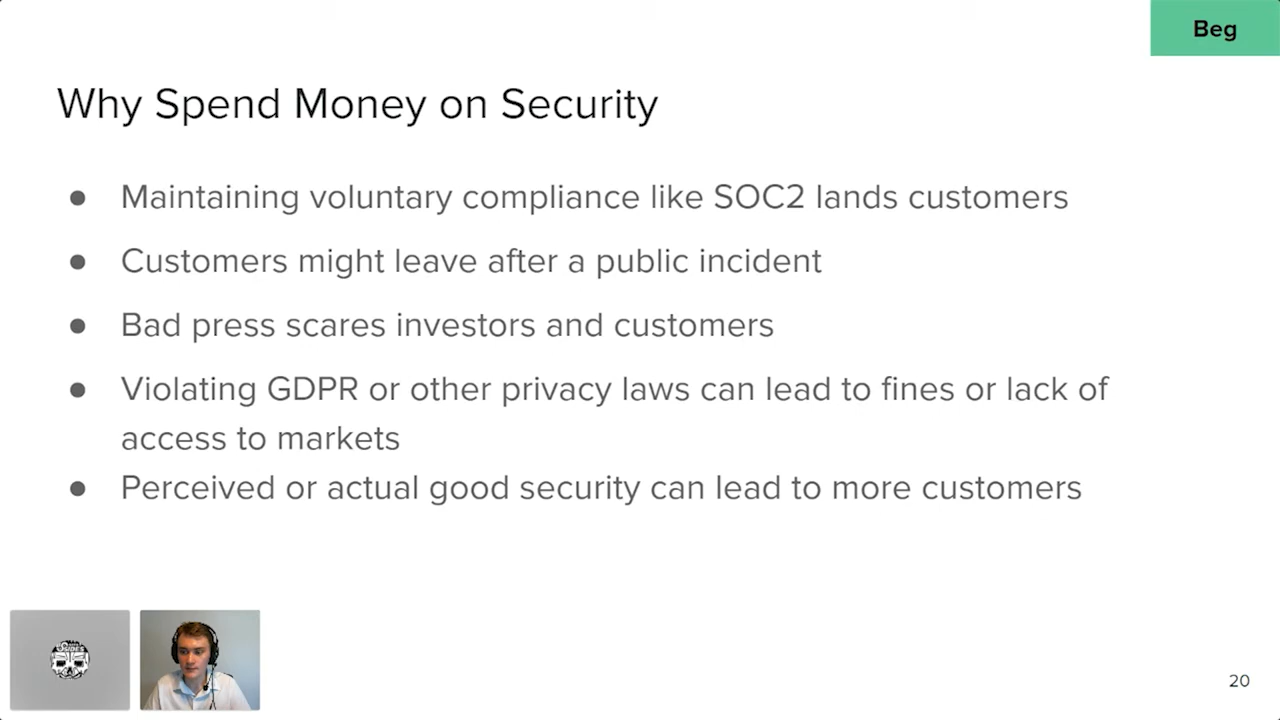 Beg
Why Spend Money on Security
● Maintaining voluntary compliance like SOC2 lands customers
● Customers might leave after a public incident
● Bad press scares investors and customers
● Violating GDPR or other privacy laws can lead to fines or lack of
access to markets
● Perceived or actual good security can lead to more customers
SIDES
20